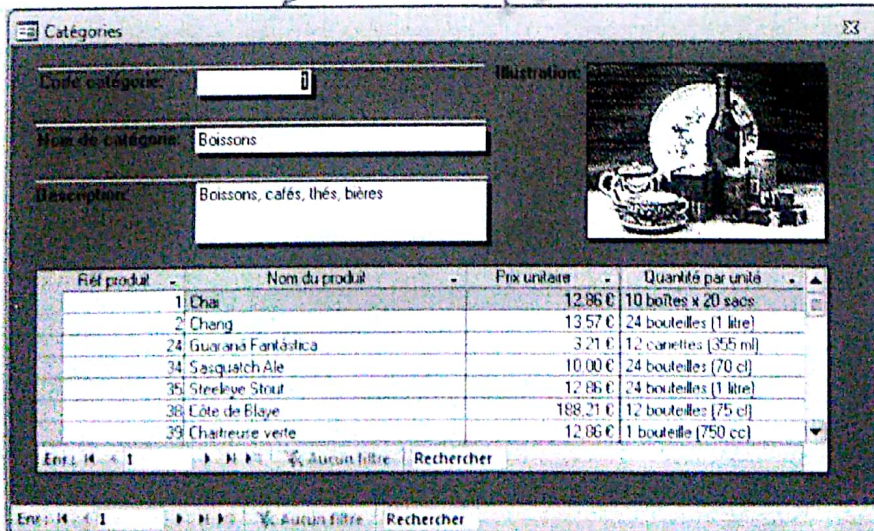 Catégories
Code catégorie: 1
Illustration:
Nom de catégorie: Boissons
Description: Boissons, cafés, thés, bières
Réf produit Nom du produit Prix unitaire Quantité par unité
1 Chai 12,86 € 10 boîtes x 20 sacs
2 Chang 13,57 € 24 bouteilles (1 litre)
24 Guaraná Fantástica 3,21 € 12 canettes (355 ml)
34 Sasquatch Ale 10,00 € 24 bouteilles (70 cl)
35 Steeleye Stout 12,86 € 24 bouteilles (1 litre)
38 Côte de Blaye 188,21 € 12 bouteilles (75 cl)
39 Chartreuse verte 12,86 € 1 bouteille (750 cc)
Enr : 1 Aucun filtre Rechercher
Enr : 1 Aucun filtre Rechercher